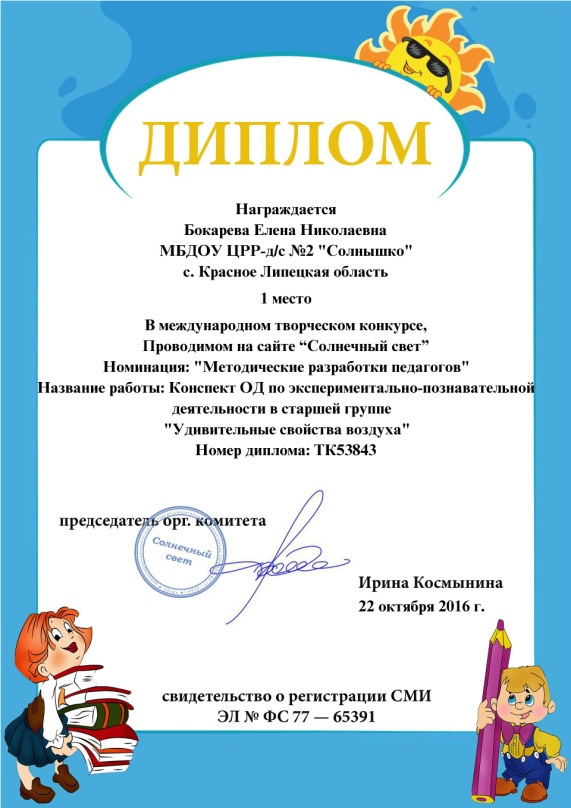 ДИПЛОМ
Награждается
Бокарева Елена Николаевна
МБДОУ ЦРР-д/с №2 "Солнышко"
с. Красное Липецкая область
1 место
В международном творческом конкурсе,
Проводимом на сайте “Солнечный свет”
Номинация: "Методические разработки педагогов"
Название работы: Конспект ОД по экспериментально-познавательной
деятельности в старшей группе
"Удивительные свойства воздуха"
Номер диплома: ТК53843
председатель орг. комитета
Солнечный
свет
Ирина Космынина
22 октября 2016 г.
свидетельство о регистрации СМИ
ЭЛ № ФС 77 — 65391